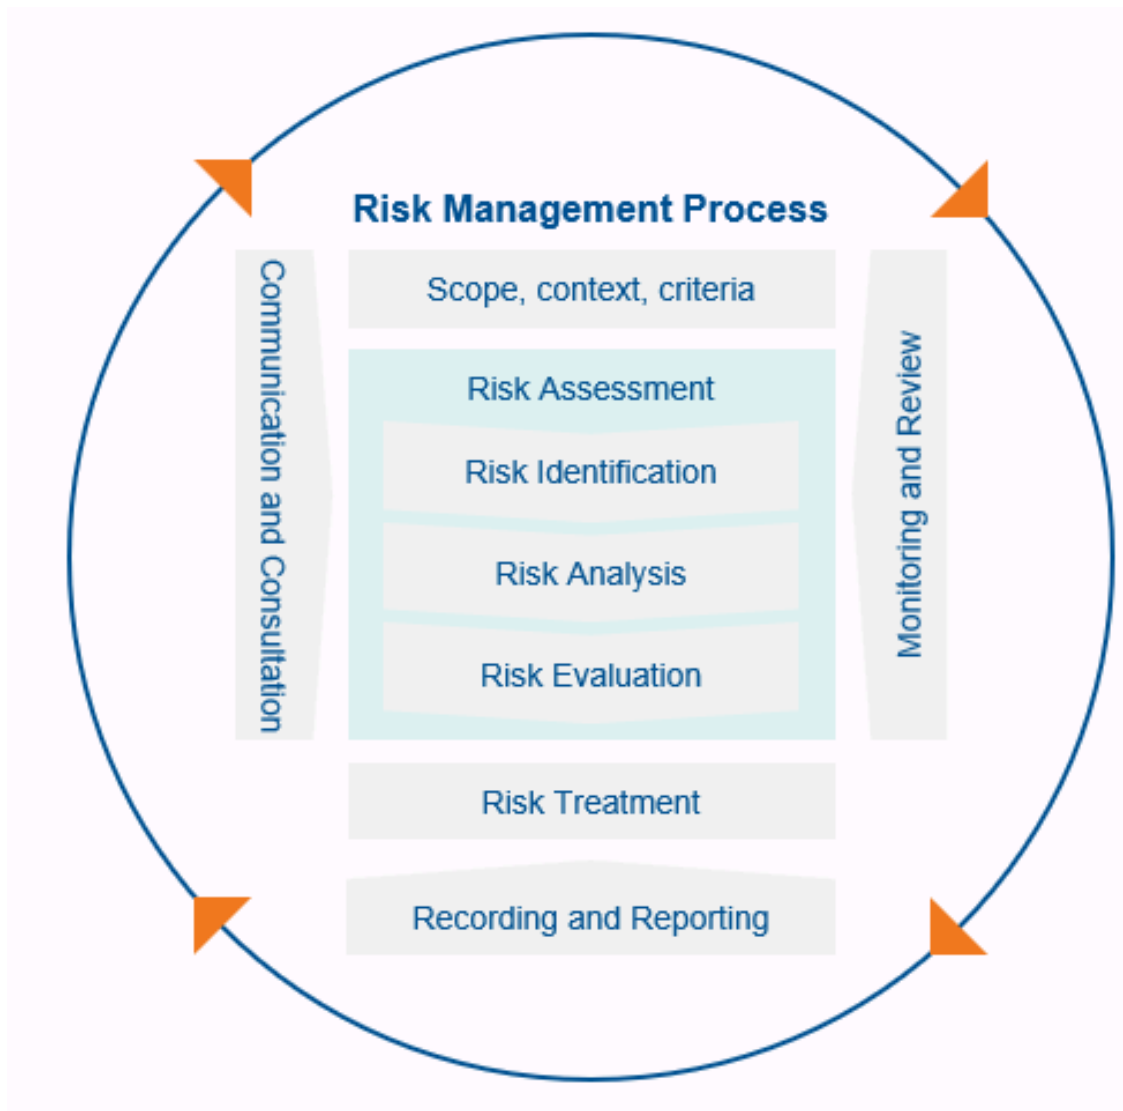 Risk Management Process
Communication and Consultation
Scope, context, criteria
Risk Assessment
Risk Identification
Risk Analysis
Risk Evaluation
Monitoring and Review
Risk Treatment
Recording and Reporting